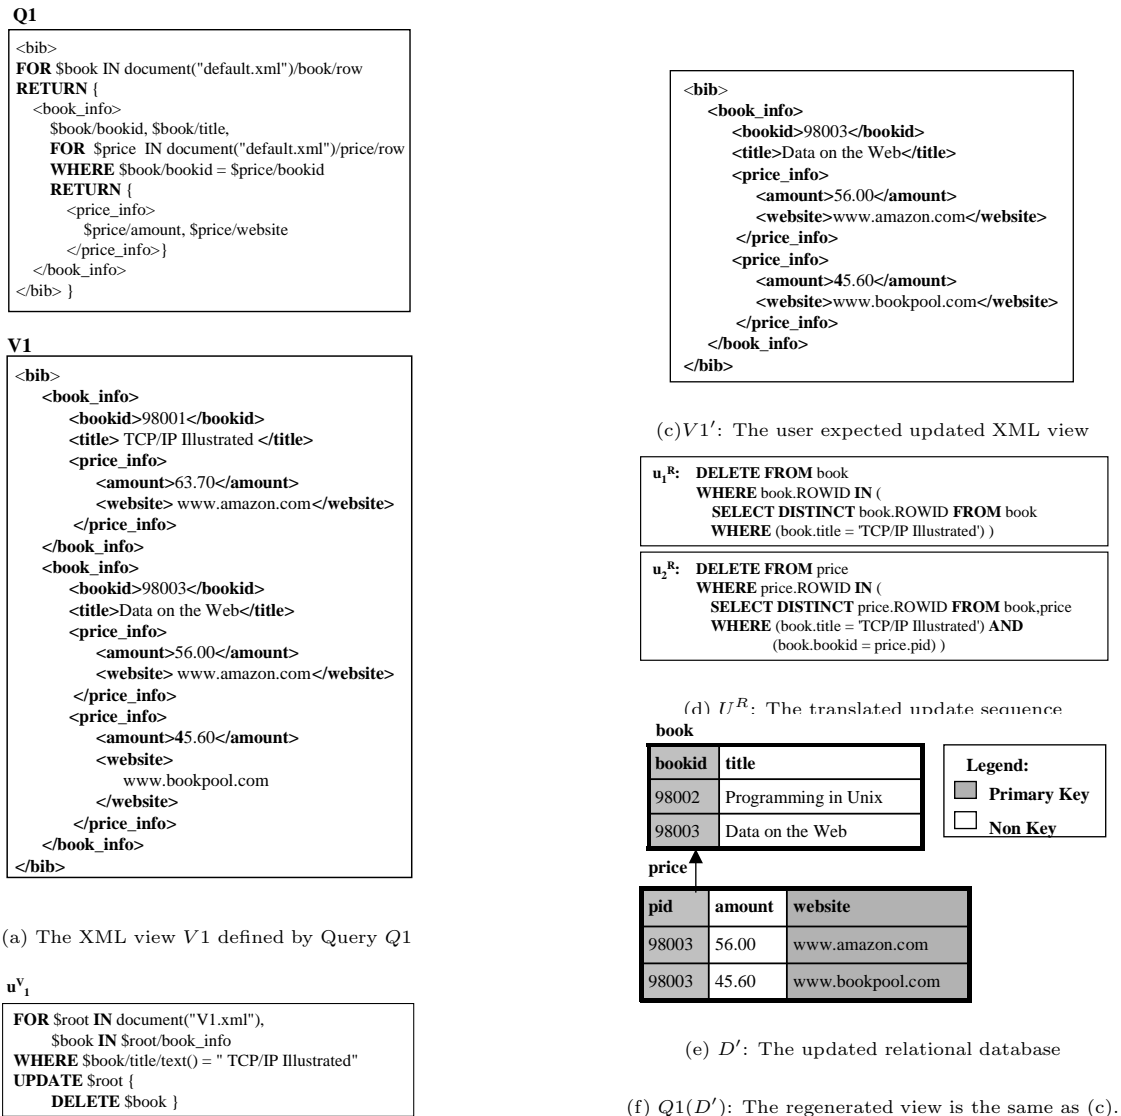 Q1
<bib>
FOR $book IN document("default.xml")/book/row
RETURN {
<book_info>
$book/bookid, $book/title,
FOR $price IN document("default.xml")/price/row
WHERE $book/bookid = $price/bookid
RETURN {
<price_info>
$price/amount, $price/website
</price_info>}
</book_info>
</bib> }
V1
<bib>
<book_info>
<bookid>98001</bookid>
<title> TCP/IP Illustrated </title>
<price_info>
<amount>63.70</amount>
<website> www.amazon.com</website>
</price_info>
</book_info>
<book_info>
<bookid>98003</bookid>
<title>Data on the Web</title>
<price_info>
<amount>56.00</amount>
<website> www.amazon.com</website>
</price_info>
<price_info>
<amount>45.60</amount>
<website>
www.bookpool.com
</website>
</price_info>
</book_info>
</bib>
(a) The XML view V1 defined by Query Q1
u^V_1
FOR $root IN document("V1.xml"),
$book IN $root/book_info
WHERE $book/title/text() = " TCP/IP Illustrated"
UPDATE $root {
DELETE $book }
<bib>
<book_info>
<bookid>98003</bookid>
<title>Data on the Web</title>
<price_info>
<amount>56.00</amount>
<website>www.amazon.com</website>
</price_info>
<price_info>
<amount>45.60</amount>
<website>www.bookpool.com</website>
</price_info>
</book_info>
</bib>
(c)V1′: The user expected updated XML view
u_1^R: DELETE FROM book
WHERE book.ROWID IN (
SELECT DISTINCT book.ROWID FROM book
WHERE (book.title = 'TCP/IP Illustrated') )
u_2^R: DELETE FROM price
WHERE price.ROWID IN (
SELECT DISTINCT price.ROWID FROM book,price
WHERE (book.title = 'TCP/IP Illustrated') AND
(book.bookid = price.pid) )
(d) U^R: The translated update sequence
book
bookid title
98002 Programming in Unix
98003 Data on the Web
Legend:
Primary Key
Non Key
price
pid amount website
98003 56.00 www.amazon.com
98003 45.60 www.bookpool.com
(e) D′: The updated relational database
(f) Q1(D′): The regenerated view is the same as (c).